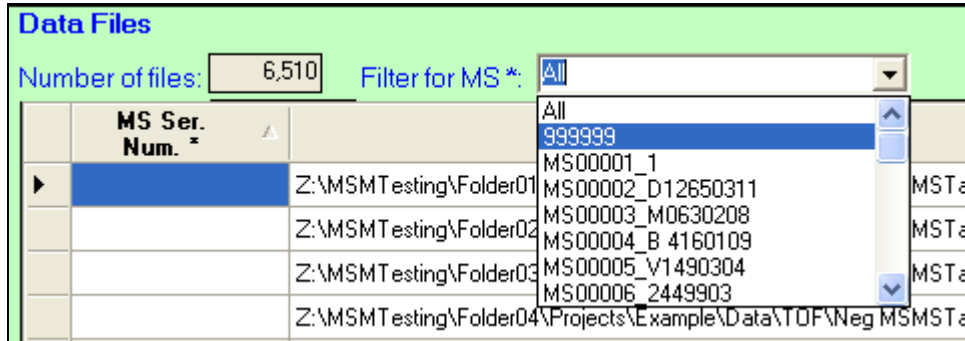 Data Files
Number of files: 6,510 Filter for MS *: All
MS Ser. Num. *
All
999999
MS00001_1
MS00002_D12650311
MS00003_M0630208
MS00004_B 4160109
MS00005_V1490304
MS00006_2449903
Z:\MSMTesting\Folder01 MSTa
Z:\MSMTesting\Folder02 MSTa
Z:\MSMTesting\Folder03 MSTa
Z:\MSMTesting\Folder04\Projects\Example\Data\TOF\Neg MSMSTa